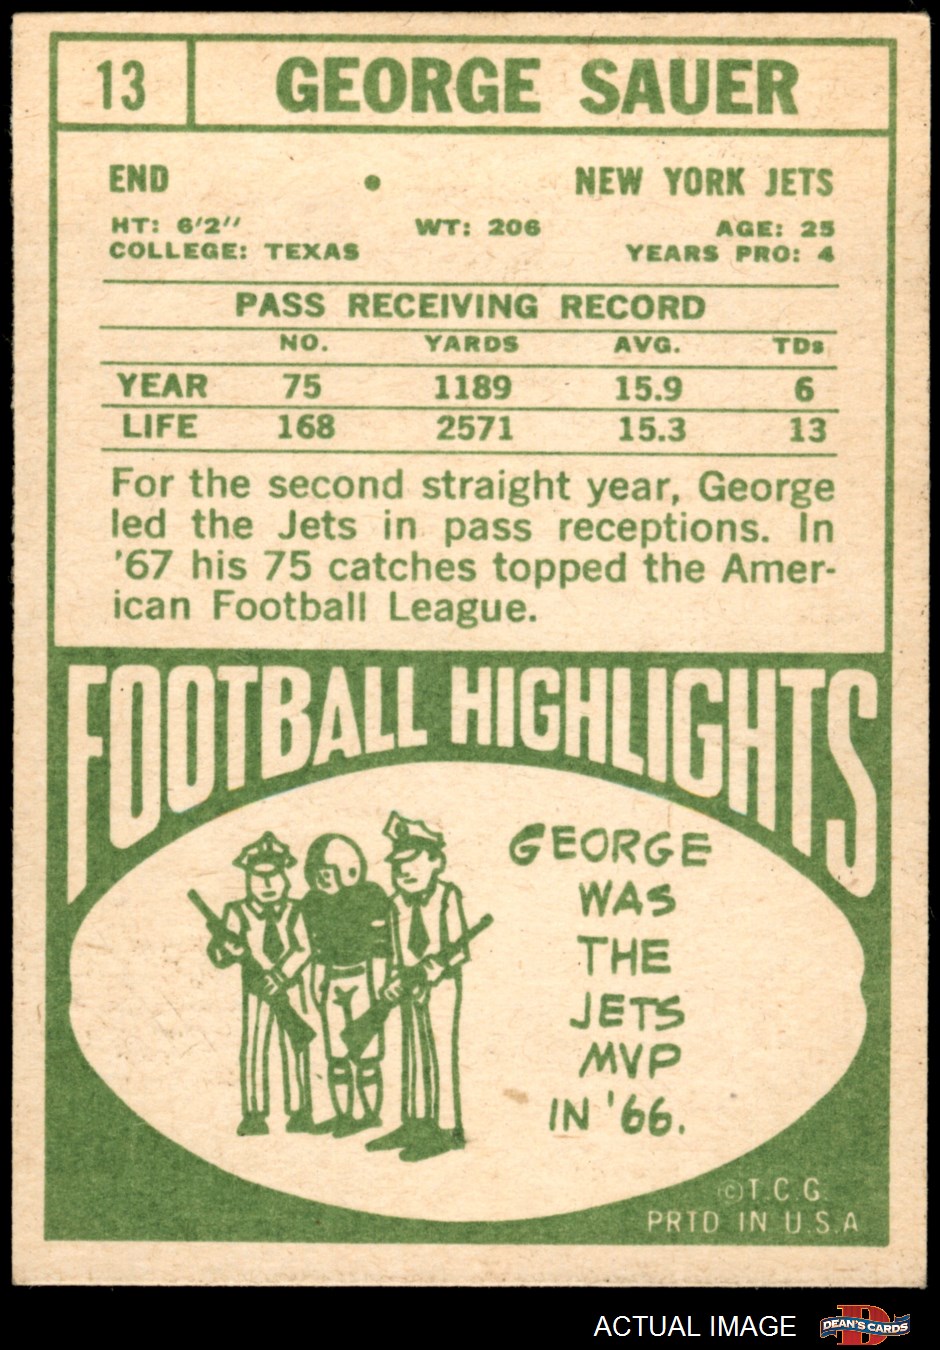 13 GEORGE SAUER
END • NEW YORK JETS
HT: 6'2" WT: 206 AGE: 25
COLLEGE: TEXAS YEARS PRO: 4
PASS RECEIVING RECORD
NO. YARDS AVG. TDs
YEAR 75 1189 15.9 6
LIFE 168 2571 15.3 13
For the second straight year, George
led the Jets in pass receptions. In
'67 his 75 catches topped the Amer-
ican Football League.
FOOTBALL HIGHLIGHTS
GEORGE
WAS
THE
JETS
MVP
IN '66.
©T.C.G.
PRTD IN U.S.A
ACTUAL IMAGE
D
DEAN'S CARDS